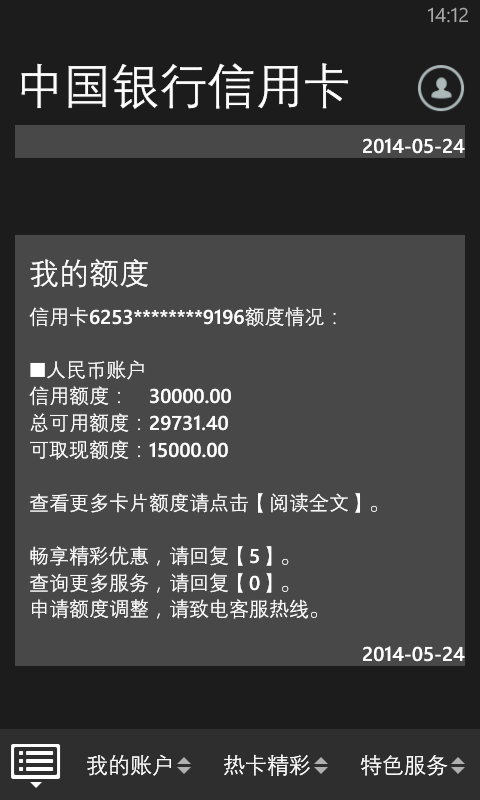 14:12
中国银行信用卡
2014-05-24
我的额度
信用卡6253********9196额度情况：
■人民币账户
信用额度： 30000.00
总可用额度：29731.40
可取现额度：15000.00
查看更多卡片额度请点击【阅读全文】。
畅享精彩优惠，请回复【5】。
查询更多服务，请回复【0】。
申请额度调整，请致电客服热线。
2014-05-24
我的账户 热卡精彩 特色服务